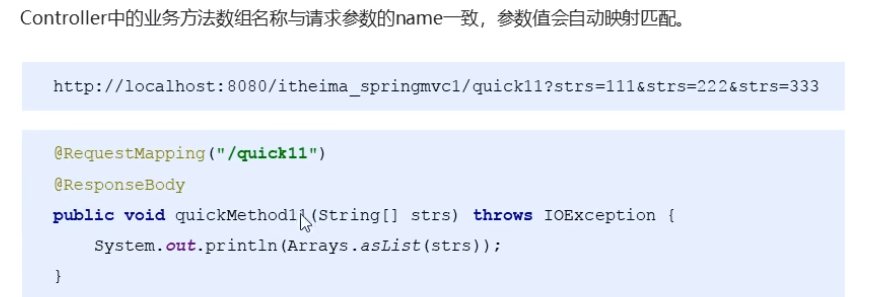 Controller中的业务方法数组名称与请求参数的name一致，参数值会自动映射匹配。
http://localhost:8080/itheima_springmvc1/quick11?strs=111&strs=222&strs=333
@RequestMapping("/quick11")
@ResponseBody
public void quickMethod11(String[] strs) throws IOException {
    System.out.println(Arrays.asList(strs));
}